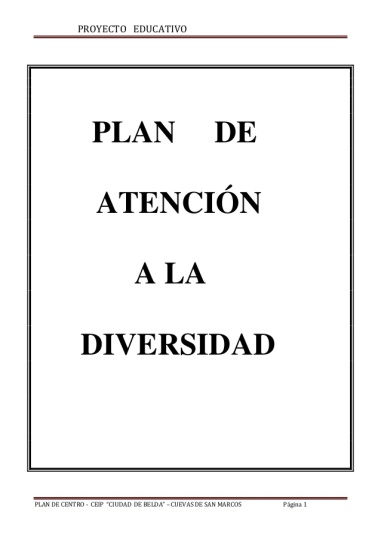 PROYECTO EDUCATIVO
PLAN DE
ATENCIÓN
A LA
DIVERSIDAD
PLAN DE CENTRO - CEIP "CIUDAD DE BELDA" – CUEVAS DE SAN MARCOS Página 1